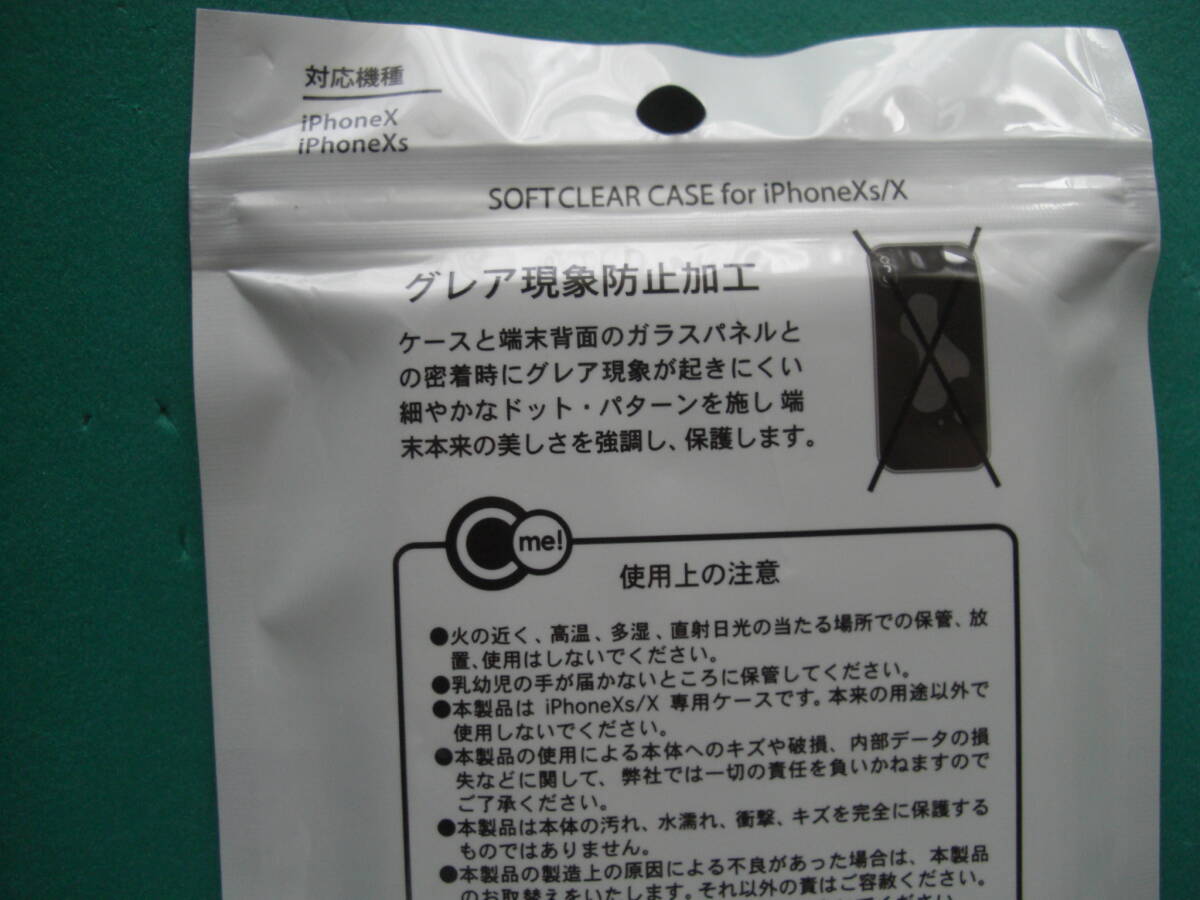 対応機種
iPhoneX
iPhoneXs
SOFT CLEAR CASE for iPhoneXs/X
グレア現象防止加工
ケースと端末背面のガラスパネルと
の密着時にグレア現象が起きにくい
細やかなドット・パターンを施し 端
末本来の美しさを強調し、保護します。
me!
使用上の注意
●火の近く、高温、多湿、直射日光の当たる場所での保管、放
置、使用はしないでください。
●乳幼児の手が届かないところに保管してください。
●本製品は iPhoneXs/X 専用ケースです。本来の用途以外で
使用しないでください。
●本製品の使用による本体へのキズや破損、内部データの損
失などに関して、弊社では一切の責任を負いかねますので
ご了承ください。
●本製品は本体の汚れ、水濡れ、衝撃、キズを完全に保護する
ものではありません。
●本製品の製造上の原因による不良があった場合は、本製品
のお取替えをいたします。それ以外の責はご容赦ください。